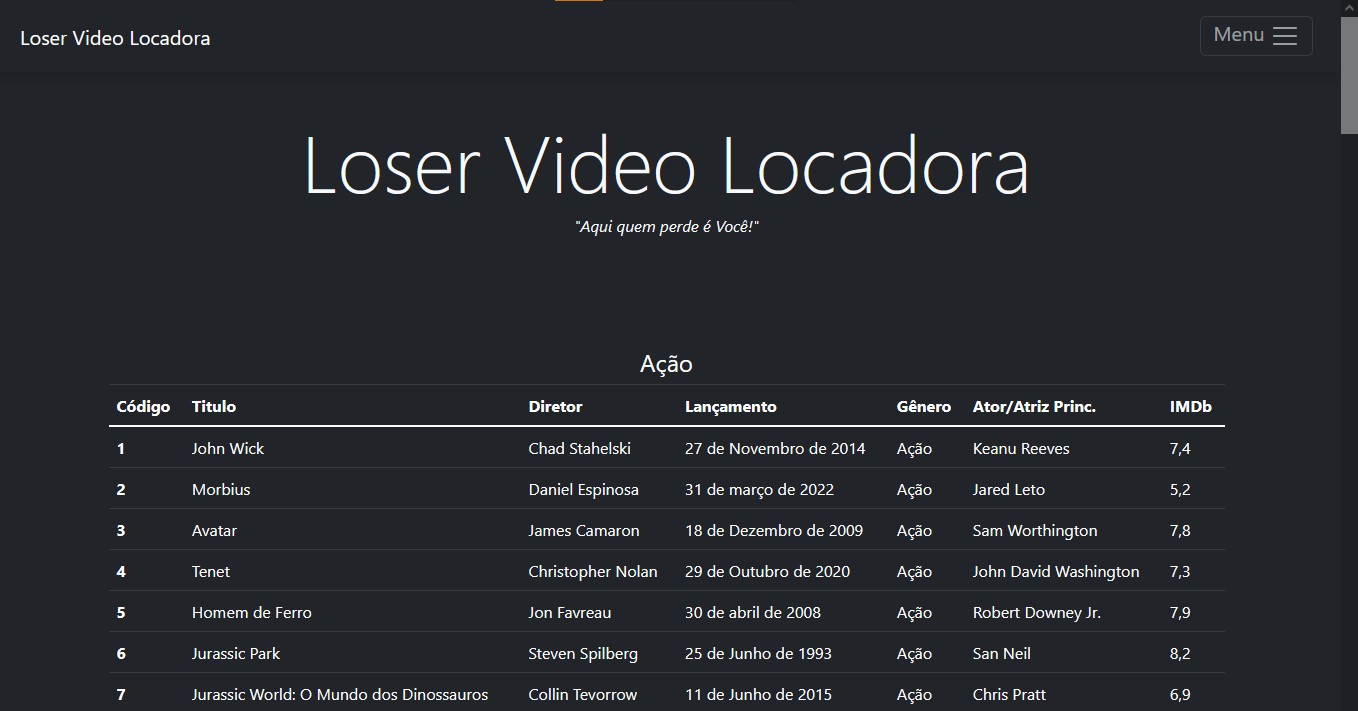 Loser Video Locadora
Menu
Loser Video Locadora
"Aqui quem perde é Você!"
Ação
Código Titulo Diretor Lançamento Gênero Ator/Atriz Princ. IMDb
1 John Wick Chad Stahelski 27 de Novembro de 2014 Ação Keanu Reeves 7,4
2 Morbius Daniel Espinosa 31 de março de 2022 Ação Jared Leto 5,2
3 Avatar James Camaron 18 de Dezembro de 2009 Ação Sam Worthington 7,8
4 Tenet Christopher Nolan 29 de Outubro de 2020 Ação John David Washington 7,3
5 Homem de Ferro Jon Favreau 30 de abril de 2008 Ação Robert Downey Jr. 7,9
6 Jurassic Park Steven Spilberg 25 de Junho de 1993 Ação San Neil 8,2
7 Jurassic World: O Mundo dos Dinossauros Collin Tevorrow 11 de Junho de 2015 Ação Chris Pratt 6,9